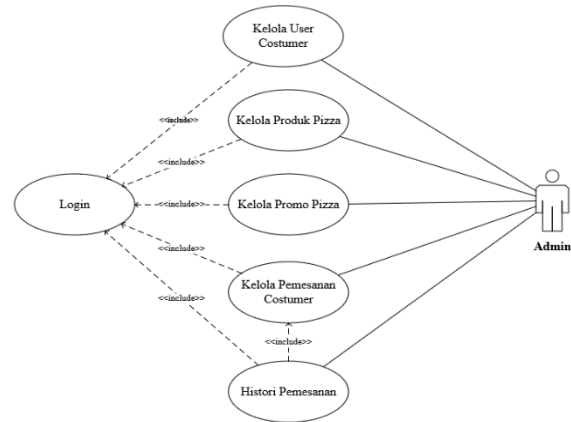 Kelola User
Costumer
<<include>>
Kelola Produk Pizza
<<include>>
Login
<<include>>
Kelola Promo Pizza
Admin
<<include>>
Kelola Pemesanan
Costumer
<<include>>
<<include>>
Histori Pemesanan